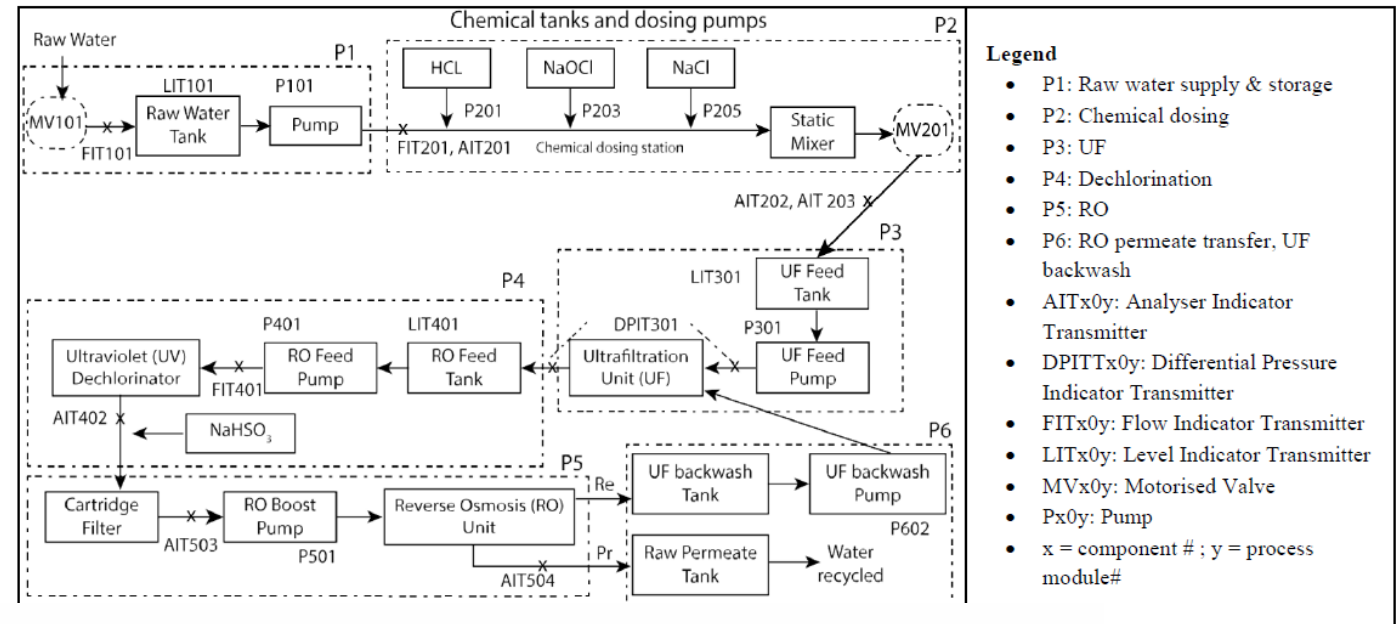 Chemical tanks and dosing pumps
P2
Raw Water
P1
MV101
FIT101
LIT101
Raw Water
Tank
P101
Pump
HCL
NaOCl
NaCl
P201
P203
P205
FIT201, AIT201
Chemical dosing station
Static
Mixer
MV201
AIT202, AIT 203
P3
LIT301
UF Feed
Tank
P301
UF Feed
Pump
DPIT301
Ultrafiltration
Unit (UF)
P4
LIT401
RO Feed
Tank
P401
RO Feed
Pump
FIT401
Ultraviolet (UV)
Dechlorinator
AIT402
NaHSO₃
P5
Cartridge
Filter
AIT503
RO Boost
Pump
P501
Reverse Osmosis (RO)
Unit
Re
Pr
AIT504
P6
UF backwash
Tank
UF backwash
Pump
P602
Raw Permeate
Tank
Water
recycled
Legend
• P1: Raw water supply & storage
• P2: Chemical dosing
• P3: UF
• P4: Dechlorination
• P5: RO
• P6: RO permeate transfer, UF
backwash
• AITx0y: Analyser Indicator
Transmitter
• DPITTx0y: Differential Pressure
Indicator Transmitter
• FITx0y: Flow Indicator Transmitter
• LITx0y: Level Indicator Transmitter
• MVx0y: Motorised Valve
• Px0y: Pump
• x = component # ; y = process
module#